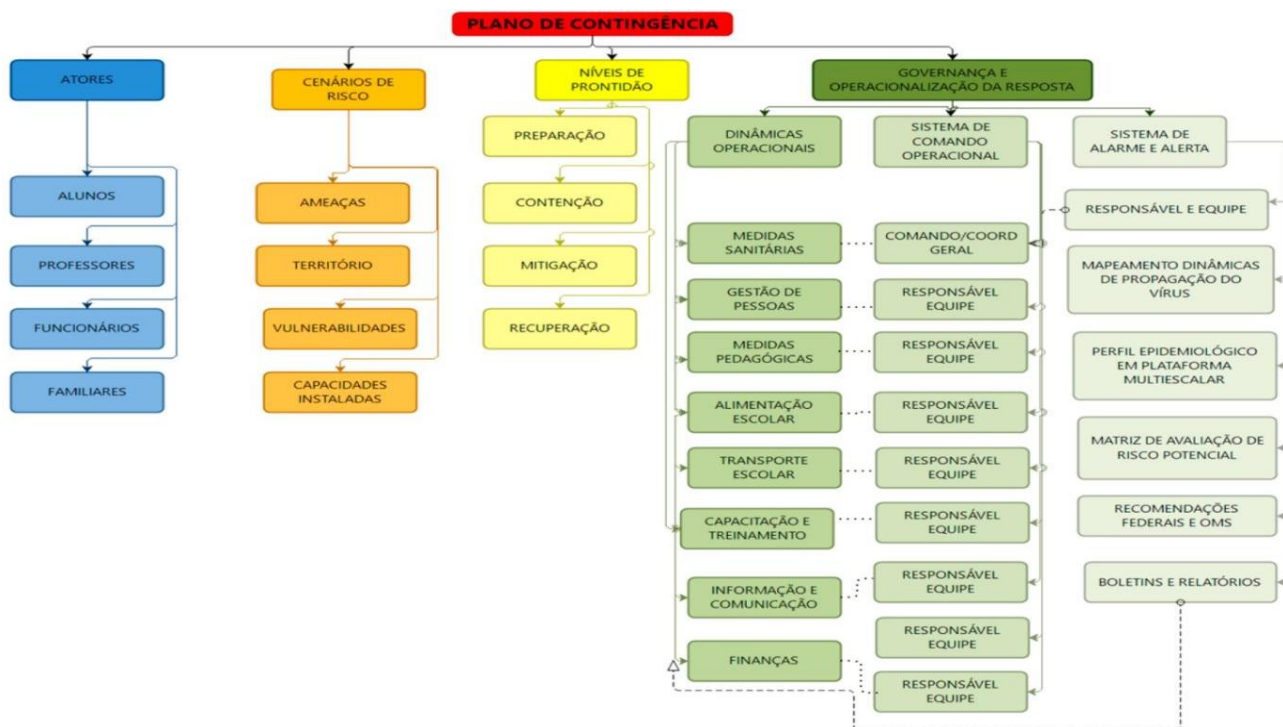 PLANO DE CONTINGÊNCIA
ATORES
ALUNOS
PROFESSORES
FUNCIONÁRIOS
FAMILIARES
CENÁRIOS DE
RISCO
AMEAÇAS
TERRITÓRIO
VULNERABILIDADES
CAPACIDADES
INSTALADAS
NÍVEIS DE
PRONTIDÃO
PREPARAÇÃO
CONTENÇÃO
MITIGAÇÃO
RECUPERAÇÃO
GOVERNANÇA E
OPERACIONALIZAÇÃO DA RESPOSTA
DINÂMICAS
OPERACIONAIS
MEDIDAS
SANITÁRIAS
GESTÃO DE
PESSOAS
MEDIDAS
PEDAGÓGICAS
ALIMENTAÇÃO
ESCOLAR
TRANSPORTE
ESCOLAR
CAPACITAÇÃO E
TREINAMENTO
INFORMAÇÃO E
COMUNICAÇÃO
FINANÇAS
SISTEMA DE
COMANDO
OPERACIONAL
COMANDO/COORD
GERAL
RESPONSÁVEL
EQUIPE
RESPONSÁVEL
EQUIPE
RESPONSÁVEL
EQUIPE
RESPONSÁVEL
EQUIPE
RESPONSÁVEL
EQUIPE
RESPONSÁVEL
EQUIPE
RESPONSÁVEL
EQUIPE
RESPONSÁVEL
EQUIPE
SISTEMA DE
ALARME E ALERTA
RESPONSÁVEL E EQUIPE
MAPEAMENTO DINÂMICAS
DE PROPAGAÇÃO DO
VÍRUS
PERFIL EPIDEMIOLÓGICO
EM PLATAFORMA
MULTIESCALAR
MATRIZ DE AVALIAÇÃO DE
RISCO POTENCIAL
RECOMENDAÇÕES
FEDERAIS E OMS
BOLETINS E RELATÓRIOS